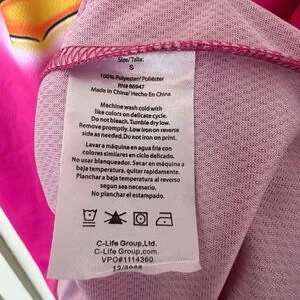 Size/Talla:
S
100% Polyester/ Poliéster
RN# 86947
Made in China/ Hecho En China
Machine wash cold with
like colors on delicate cycle.
Do not bleach. Tumble dry low.
Remove promptly. Low iron on reverse
side as needed. Do not iron on print.
Lavar a máquina en agua fria con
colores similares en ciclo delicado.
No usar blanqueador. Secar en máquina a
baja temperatura, quitar rapidamente.
Planchar a baja temperatura al reverso
segun sea necesario.
No planchar el estampado.
C-Life Group,Ltd.
C-Life Group.com
VPO#1114360